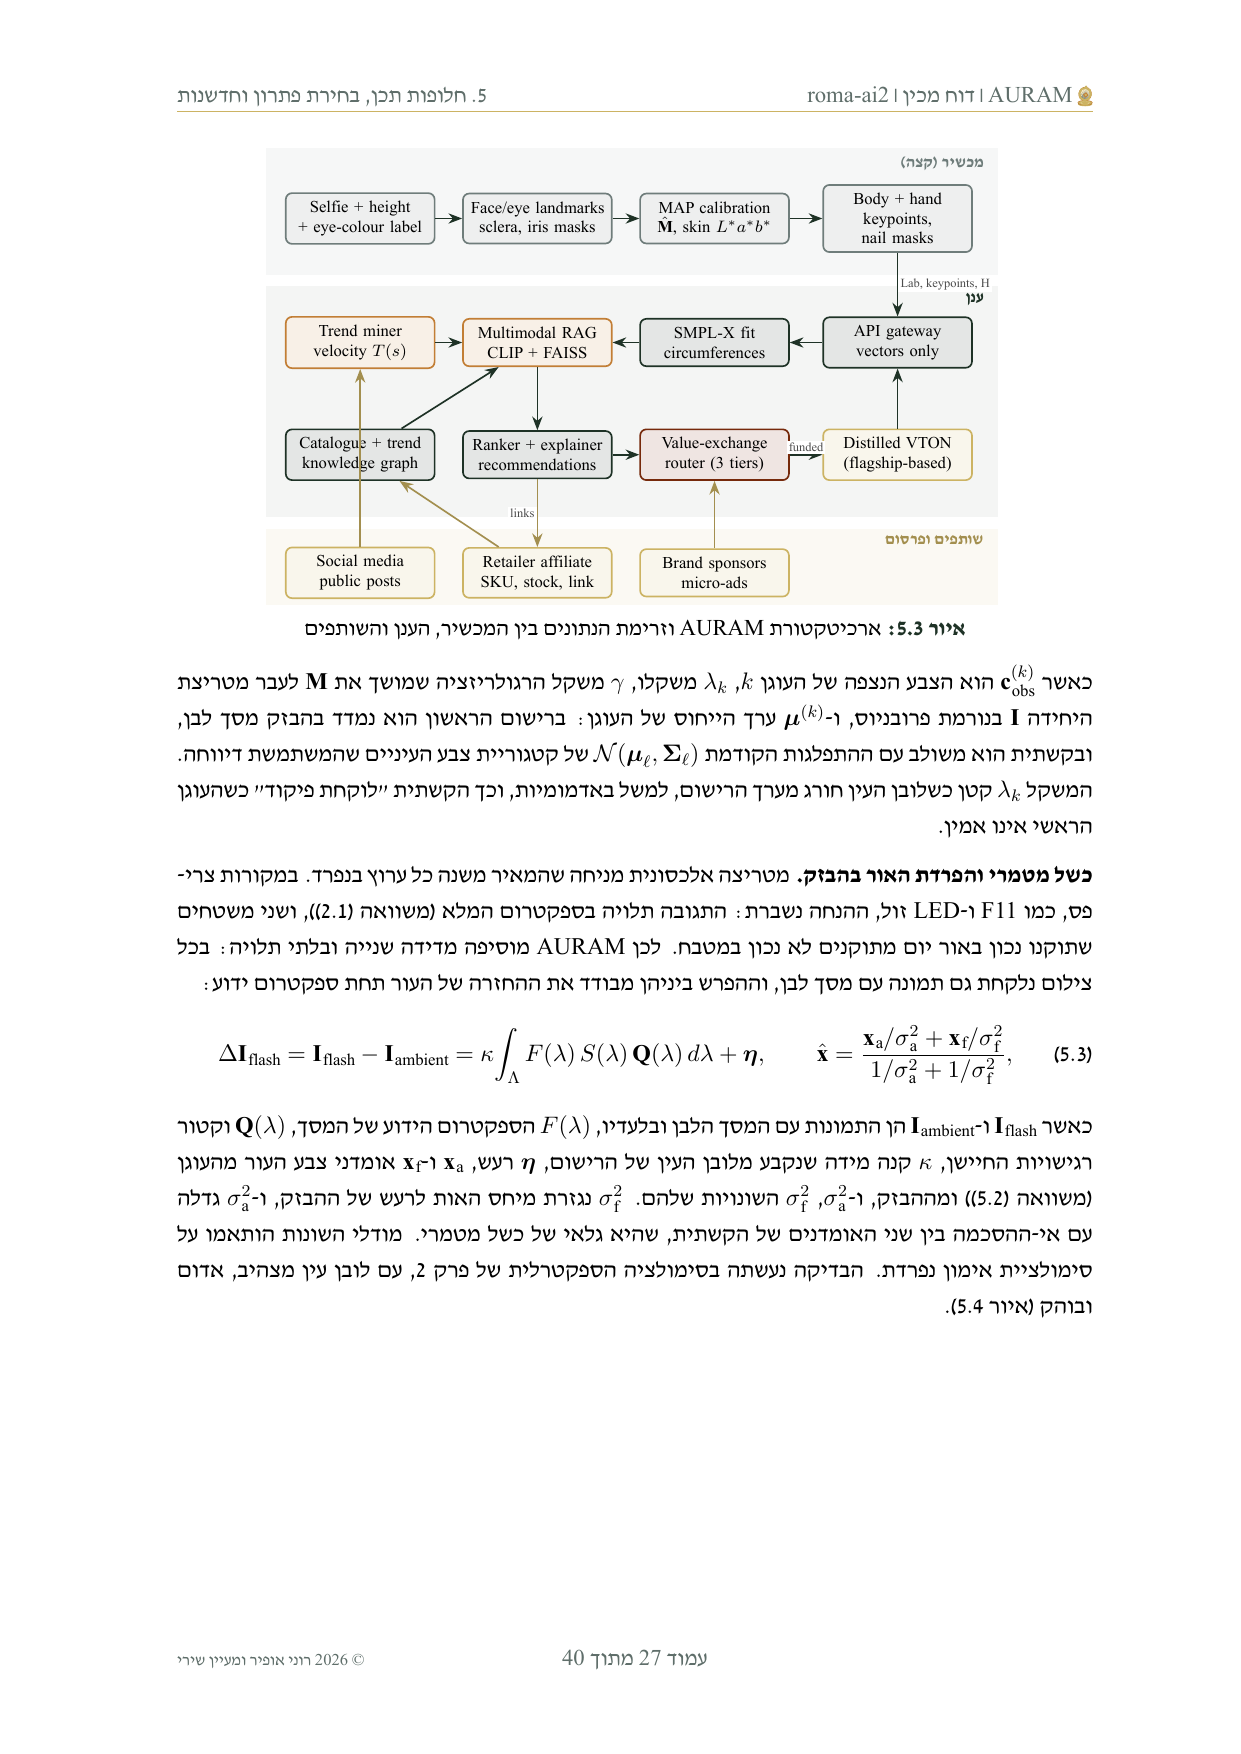 AURAM | דוח מכין | roma-ai2
5. חלופות תכן, בחירת פתרון וחדשנות
מכשיר (קצה)
Selfie + height
+ eye-colour label
Face/eye landmarks
sclera, iris masks
MAP calibration
M̂, skin L*a*b*
Body + hand
keypoints,
nail masks
Lab, keypoints, H
ענן
Trend miner
velocity T(s)
Multimodal RAG
CLIP + FAISS
SMPL-X fit
circumferences
API gateway
vectors only
Catalogue + trend
knowledge graph
Ranker + explainer
recommendations
Value-exchange
router (3 tiers)
funded
Distilled VTON
(flagship-based)
links
שותפים ופרסום
Social media
public posts
Retailer affiliate
SKU, stock, link
Brand sponsors
micro-ads
איור 5.3: ארכיטקטורת AURAM וזרימת הנתונים בין המכשיר, הענן והשותפים
כאשר c_obs^(k) הוא הצבע הנצפה של העוגן k, λ_k משקלו, γ משקל הרגולריזציה שמושך את M לעבר מטריצת
היחידה I בנורמת פרובניוס, ו-μ^(k) ערך הייחוס של העוגן: ברישום הראשון הוא נמדד בהבזק מסך לבן,
ובקשתית הוא משולב עם ההתפלגות הקודמת N(μ_ℓ, Σ_ℓ) של קטגוריית צבע העיניים שהמשתמשת דיווחה.
המשקל λ_k קטן כשלובן העין חורג מערך הרישום, למשל באדמומיות, וכך הקשתית ״לוקחת פיקוד״ כשהעוגן
הראשי אינו אמין.
כשל מטמרי והפרדת האור בהבזק. מטריצה אלכסונית מניחה שהמאיר משנה כל ערוץ בנפרד. במקורות צרי-
פס, כמו F11 ו-LED זול, ההנחה נשברת: התגובה תלויה בספקטרום המלא (משוואה (2.1)), ושני משטחים
שתוקנו נכון באור יום מתוקנים לא נכון במטבח. לכן AURAM מוסיפה מדידה שנייה ובלתי תלויה: בכל
צילום נלקחת גם תמונה עם מסך לבן, וההפרש ביניהן מבודד את ההחזרה של העור תחת ספקטרום ידוע:
ΔI_flash = I_flash − I_ambient = κ∫_Λ F(λ) S(λ) Q(λ) dλ + η, x̂ = (x_a/σ_a^2 + x_f/σ_f^2)/(1/σ_a^2 + 1/σ_f^2), (5.3)
כאשר I_flash ו-I_ambient הן התמונות עם המסך הלבן ובלעדיו, F(λ) הספקטרום הידוע של המסך, Q(λ) וקטור
רגישויות החיישן, κ קנה מידה שנקבע מלובן העין של הרישום, η רעש, x_a ו-x_f אומדני צבע העור מהעוגן
(משוואה (5.2)) ומההבזק, ו-σ_a^2, σ_f^2 השונויות שלהם. σ_f^2 נגזרת מיחס האות לרעש של ההבזק, ו-σ_a^2 גדלה
עם אי-ההסכמה בין שני האומדנים של הקשתית, שהיא גלאי של כשל מטמרי. מודלי השונות הותאמו על
סימולציית אימון נפרדת. הבדיקה נעשתה בסימולציה הספקטרלית של פרק 2, עם לובן עין מצהיב, אדום
ובוהק (איור 5.4).
עמוד 27 מתוך 40
© 2026 רוני אופיר ומעיין שירי